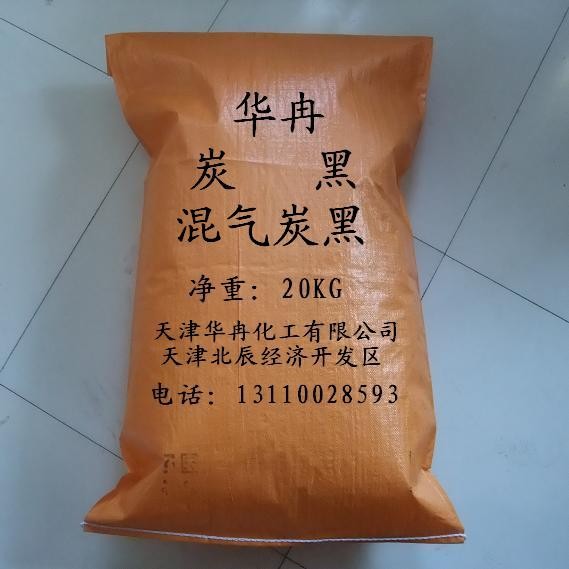 华冉
炭 黑
混气炭黑
净重: 20KG
天津华冉化工有限公司
天津北辰经济开发区
电话: 13110028593